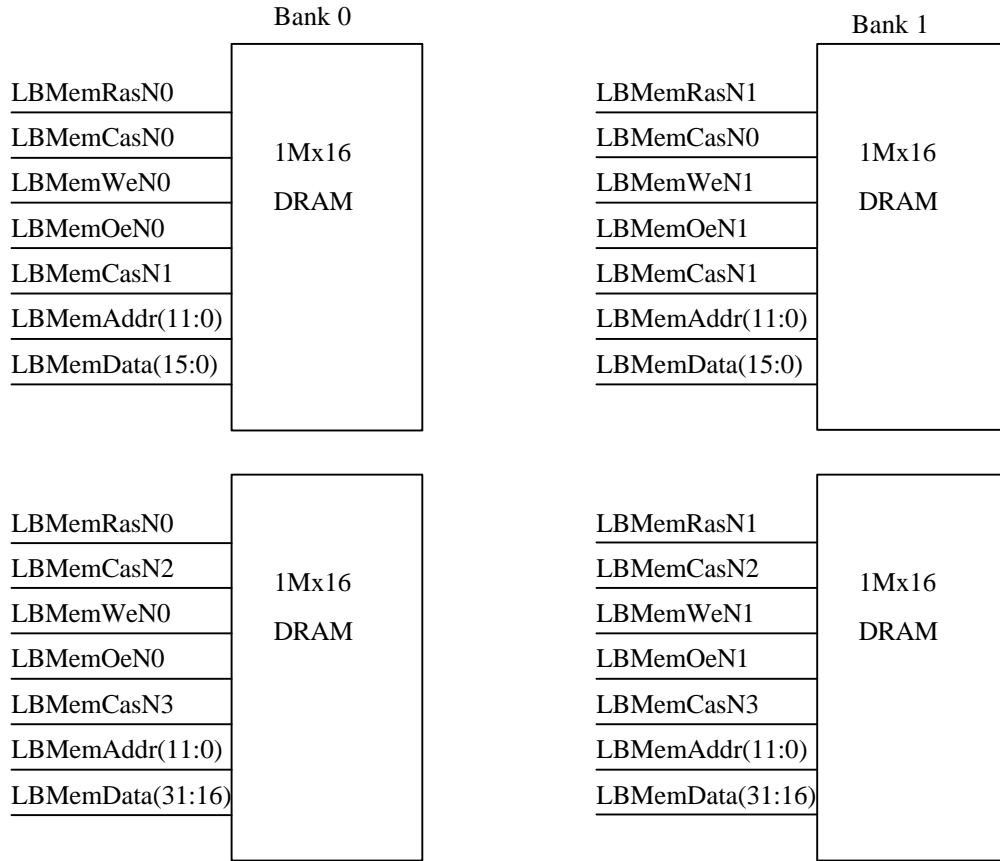 Bank 0
LBMemRasN0
LBMemCasN0
LBMemWeN0
LBMemOeN0
LBMemCasN1
LBMemAddr(11:0)
LBMemData(15:0)
1Mx16
DRAM
Bank 1
LBMemRasN1
LBMemCasN0
LBMemWeN1
LBMemOeN1
LBMemCasN1
LBMemAddr(11:0)
LBMemData(15:0)
1Mx16
DRAM
LBMemRasN0
LBMemCasN2
LBMemWeN0
LBMemOeN0
LBMemCasN3
LBMemAddr(11:0)
LBMemData(31:16)
1Mx16
DRAM
LBMemRasN1
LBMemCasN2
LBMemWeN1
LBMemOeN1
LBMemCasN3
LBMemAddr(11:0)
LBMemData(31:16)
1Mx16
DRAM